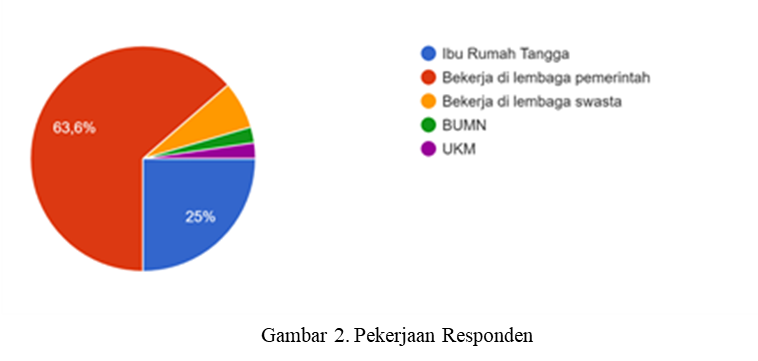 63,6%
25%
Ibu Rumah Tangga
Bekerja di lembaga pemerintah
Bekerja di lembaga swasta
BUMN
UKM
Gambar 2. Pekerjaan Responden